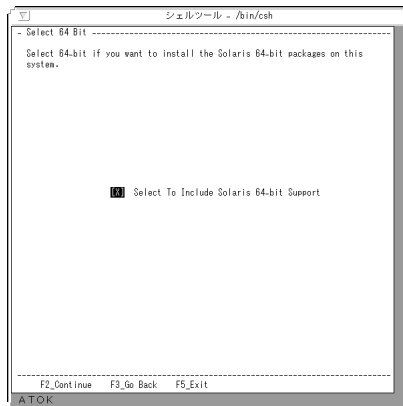 シェルツール - /bin/csh
- Select 64 Bit ----------------------------------------------------------------
Select 64-bit if you want to install the Solaris 64-bit packages on this
system.
[X] Select To Include Solaris 64-bit Support
--------------------------------------------------------------------------------
F2_Continue F3_Go Back F5_Exit
ATOK